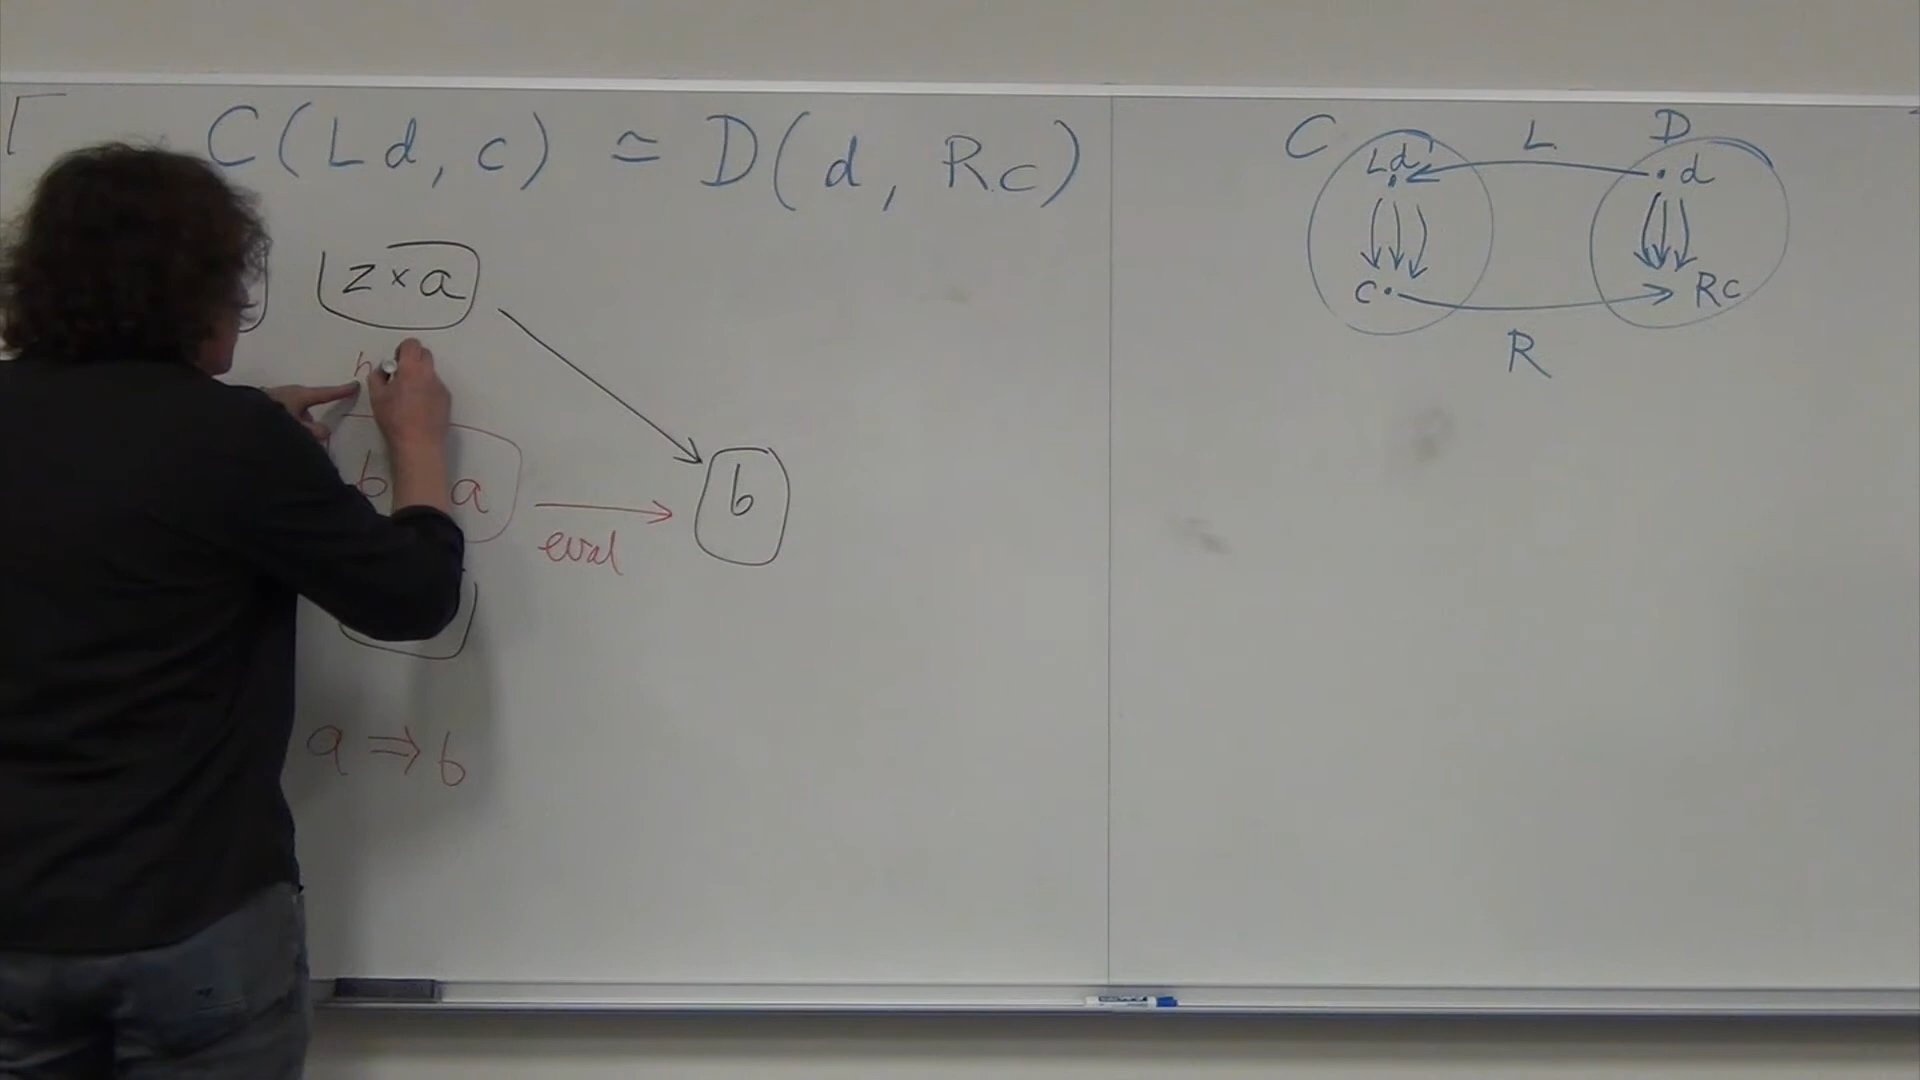 C(Ld, c) ≃ D(d, Rc)
z × a
h
b a
eval
b
a ⇒ b
C L D
Ld d
c Rc
R